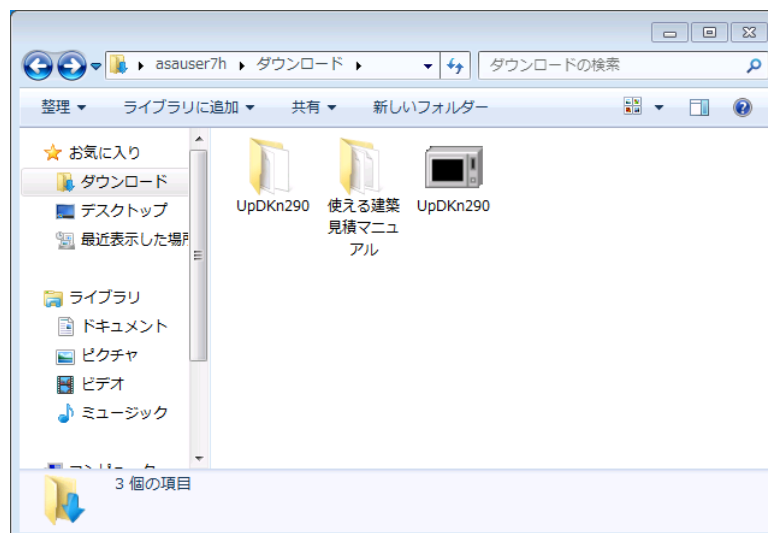 asauser7h ダウンロード ダウンロードの検索
整理 ライブラリに追加 共有 新しいフォルダー
お気に入り
ダウンロード
デスクトップ
最近表示した場所
ライブラリ
ドキュメント
ピクチャ
ビデオ
ミュージック
UpDKn290
使える建築
見積マニュ
アル
UpDKn290
3 個の項目